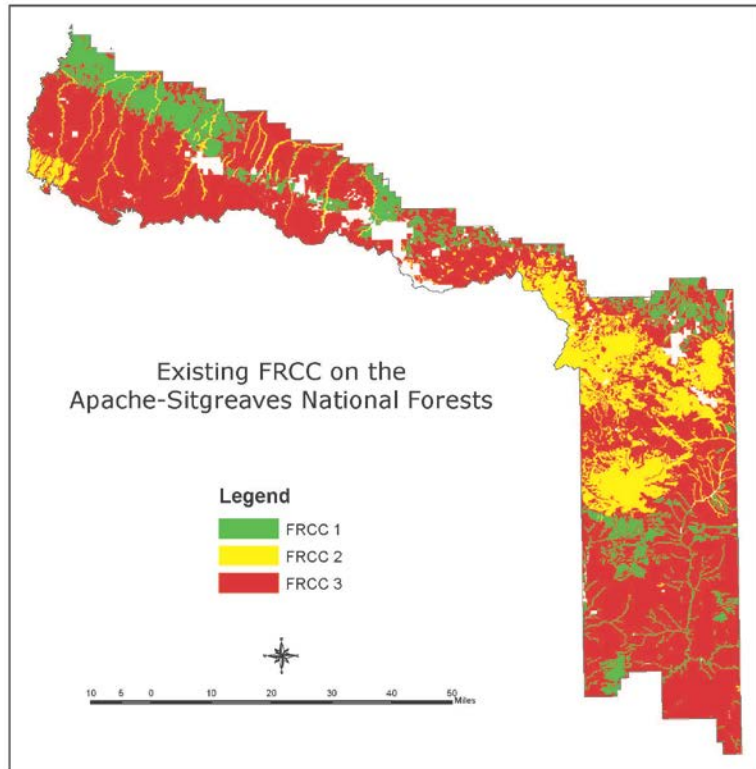 Existing FRCC on the
Apache-Sitgreaves National Forests
Legend
FRCC 1
FRCC 2
FRCC 3
10 5 0 10 20 30 40 50
Miles